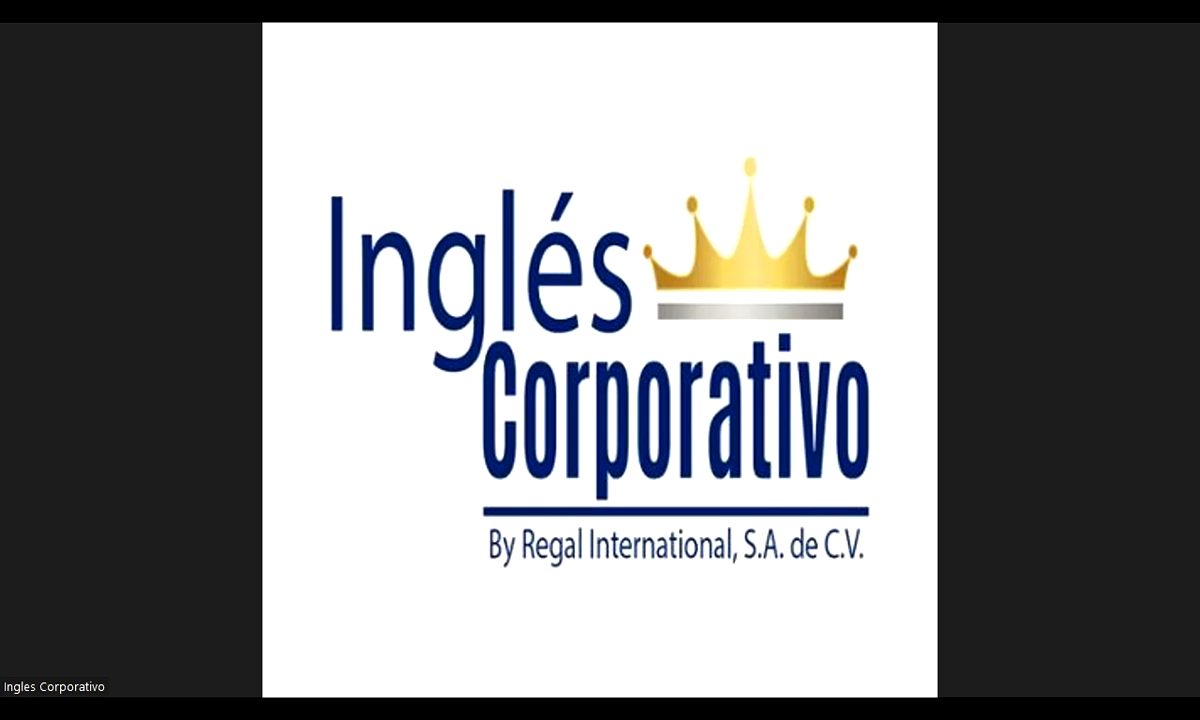 Inglés
Corporativo
By Regal International, S.A. de C.V.
Ingles Corporativo